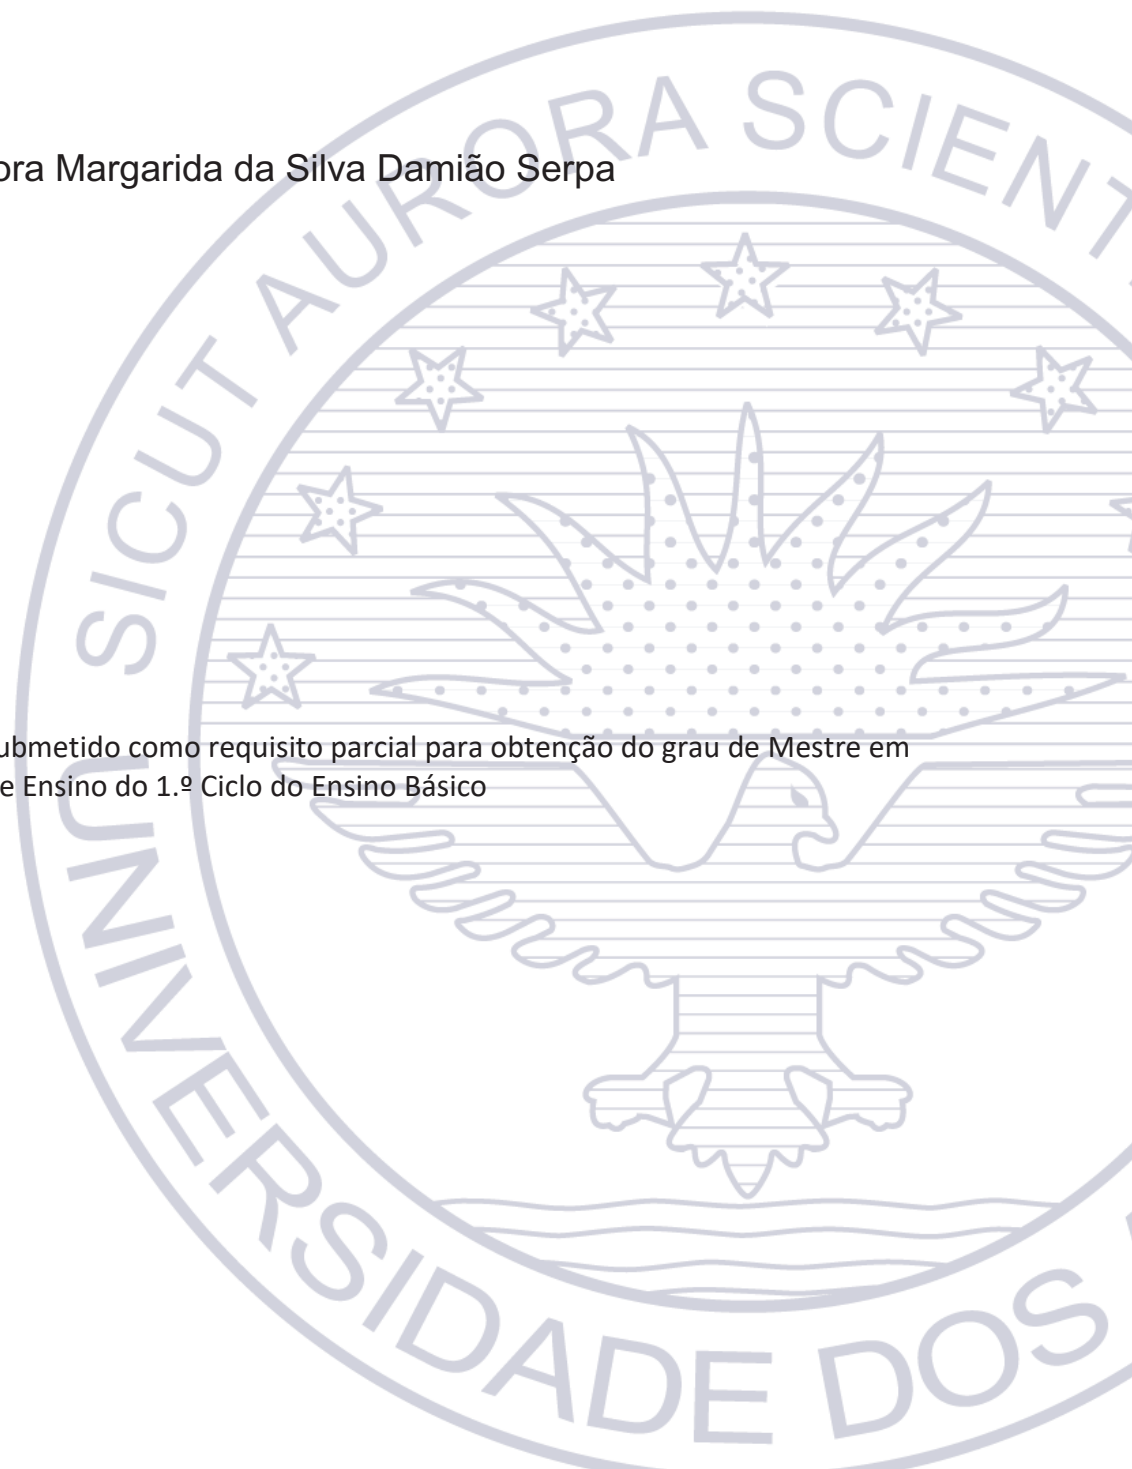 ora Margarida da Silva Damião Serpa
ubmetido como requisito parcial para obtenção do grau de Mestre em
e Ensino do 1.º Ciclo do Ensino Básico
SICUT AURORA SCIENT
UNIVERSIDADE DOS